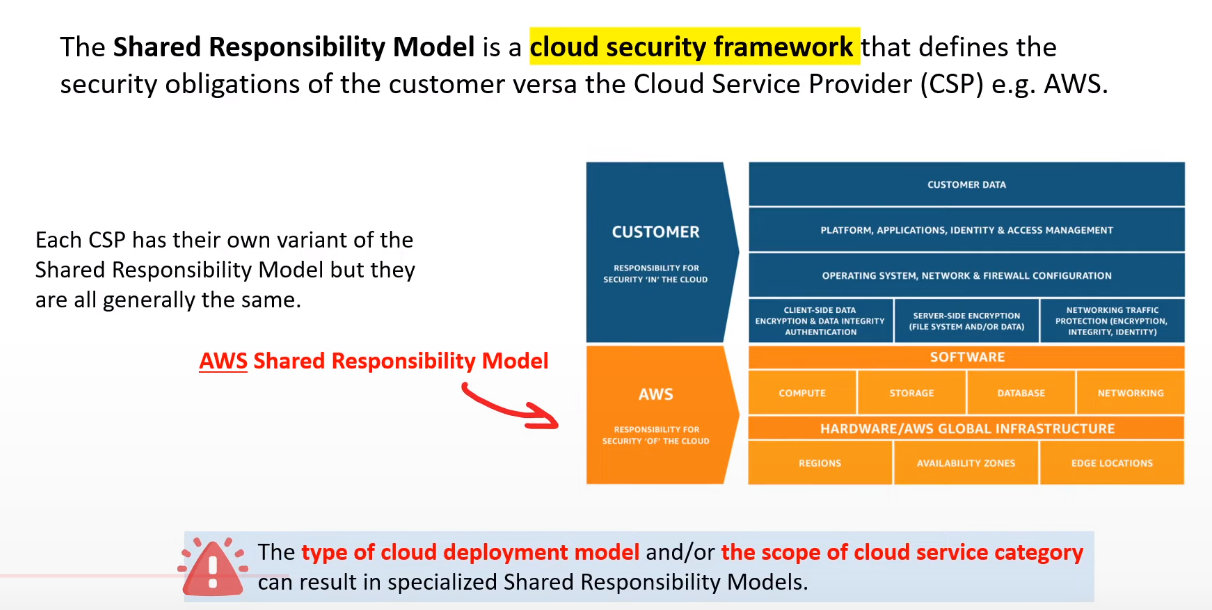 The Shared Responsibility Model is a cloud security framework that defines the
security obligations of the customer versa the Cloud Service Provider (CSP) e.g. AWS.
Each CSP has their own variant of the
Shared Responsibility Model but they
are all generally the same.
AWS Shared Responsibility Model
CUSTOMER
RESPONSIBILITY FOR
SECURITY 'IN' THE CLOUD
CUSTOMER DATA
PLATFORM, APPLICATIONS, IDENTITY & ACCESS MANAGEMENT
OPERATING SYSTEM, NETWORK & FIREWALL CONFIGURATION
CLIENT-SIDE DATA
ENCRYPTION & DATA INTEGRITY
AUTHENTICATION
SERVER-SIDE ENCRYPTION
(FILE SYSTEM AND/OR DATA)
NETWORKING TRAFFIC
PROTECTION (ENCRYPTION,
INTEGRITY, IDENTITY)
AWS
RESPONSIBILITY FOR
SECURITY 'OF' THE CLOUD
SOFTWARE
COMPUTE
STORAGE
DATABASE
NETWORKING
HARDWARE/AWS GLOBAL INFRASTRUCTURE
REGIONS
AVAILABILITY ZONES
EDGE LOCATIONS
The type of cloud deployment model and/or the scope of cloud service category
can result in specialized Shared Responsibility Models.